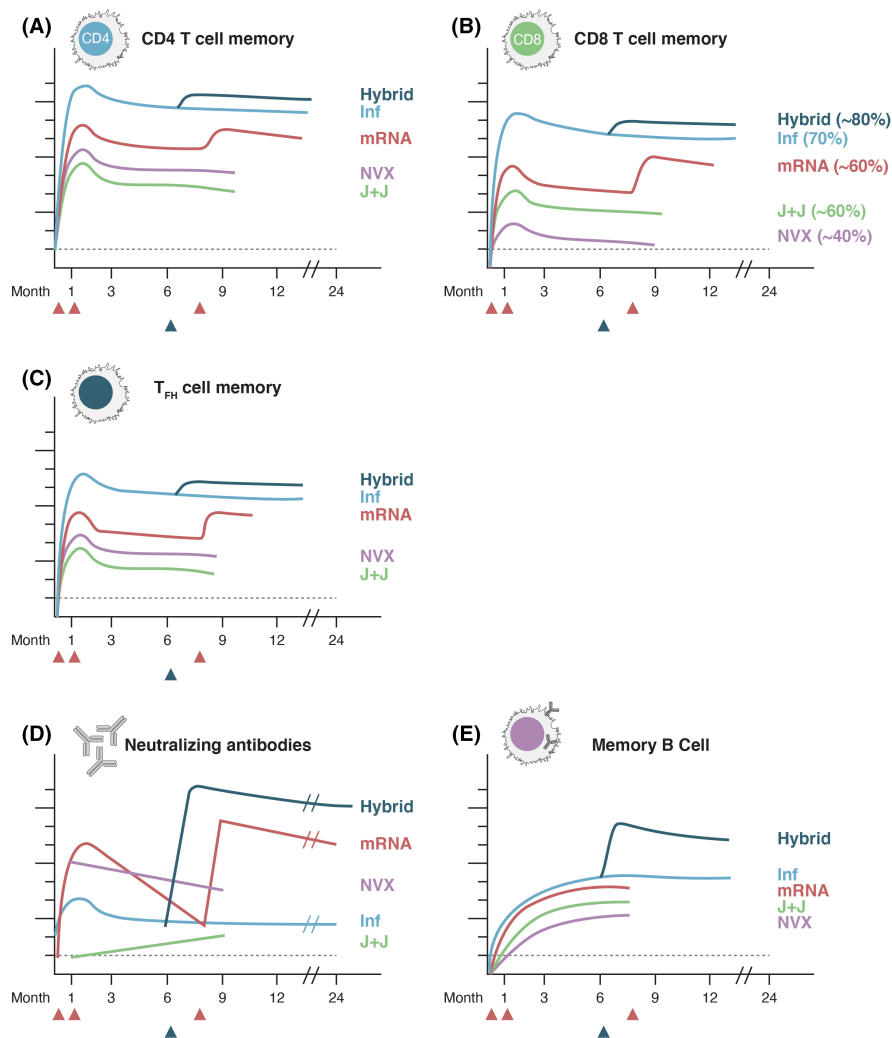 (A)
CD4
CD4 T cell memory
Hybrid
Inf
mRNA
NVX
J+J
Month 1 3 6 9 12 24
(B)
CD8
CD8 T cell memory
Hybrid (~80%)
Inf (70%)
mRNA (~60%)
J+J (~60%)
NVX (~40%)
Month 1 3 6 9 12 24
(C)
TFH cell memory
Hybrid
Inf
mRNA
NVX
J+J
Month 1 3 6 9 12 24
(D)
Neutralizing antibodies
Hybrid
mRNA
NVX
Inf
J+J
Month 1 3 6 9 12 24
(E)
Memory B Cell
Hybrid
Inf
mRNA
J+J
NVX
Month 1 3 6 9 12 24